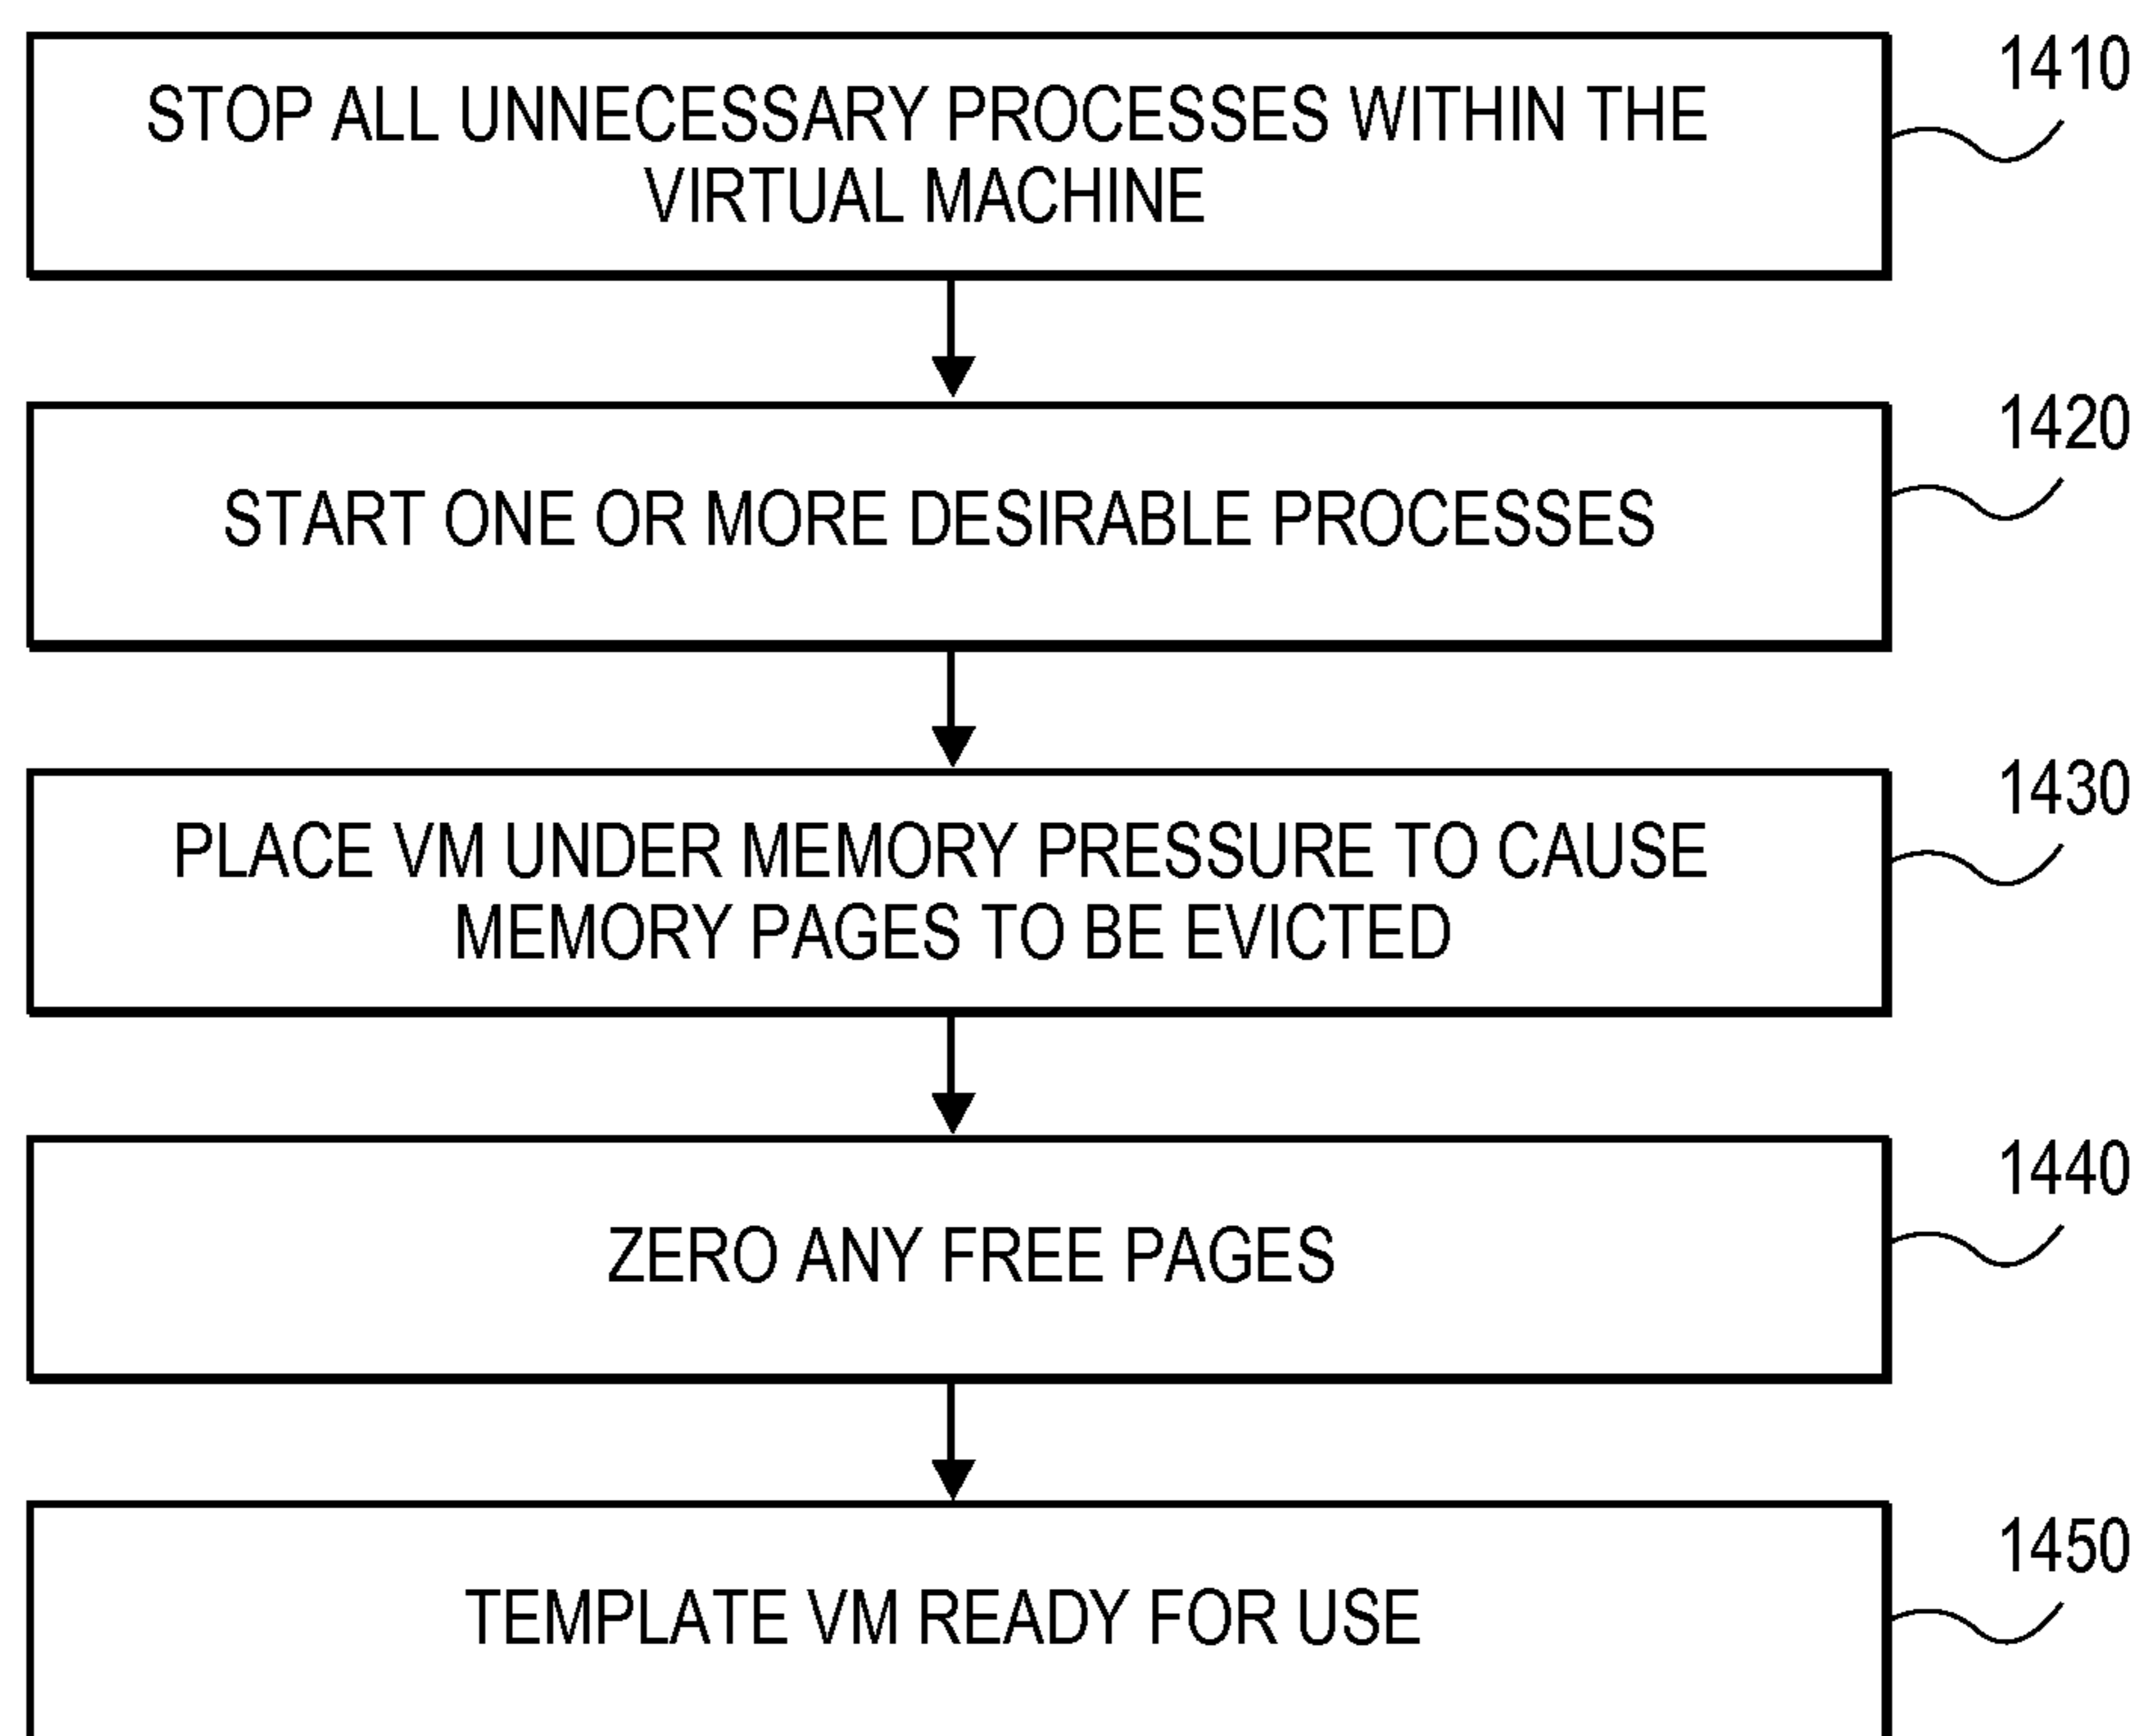 1410
STOP ALL UNNECESSARY PROCESSES WITHIN THE
VIRTUAL MACHINE
1420
START ONE OR MORE DESIRABLE PROCESSES
1430
PLACE VM UNDER MEMORY PRESSURE TO CAUSE
MEMORY PAGES TO BE EVICTED
1440
ZERO ANY FREE PAGES
1450
TEMPLATE VM READY FOR USE